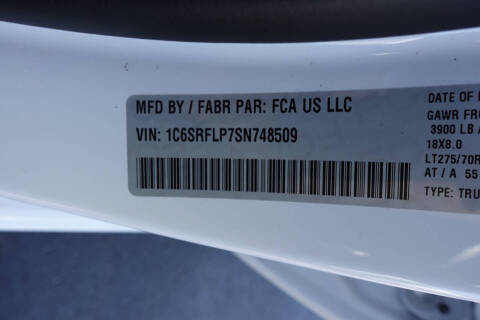 MFD BY / FABR PAR: FCA US LLC
VIN: 1C6SRFLP7SN748509
DATE OF
GAWR FRO
3900 LB
18X8.0
LT275/70R
AT / A 55
TYPE: TRU